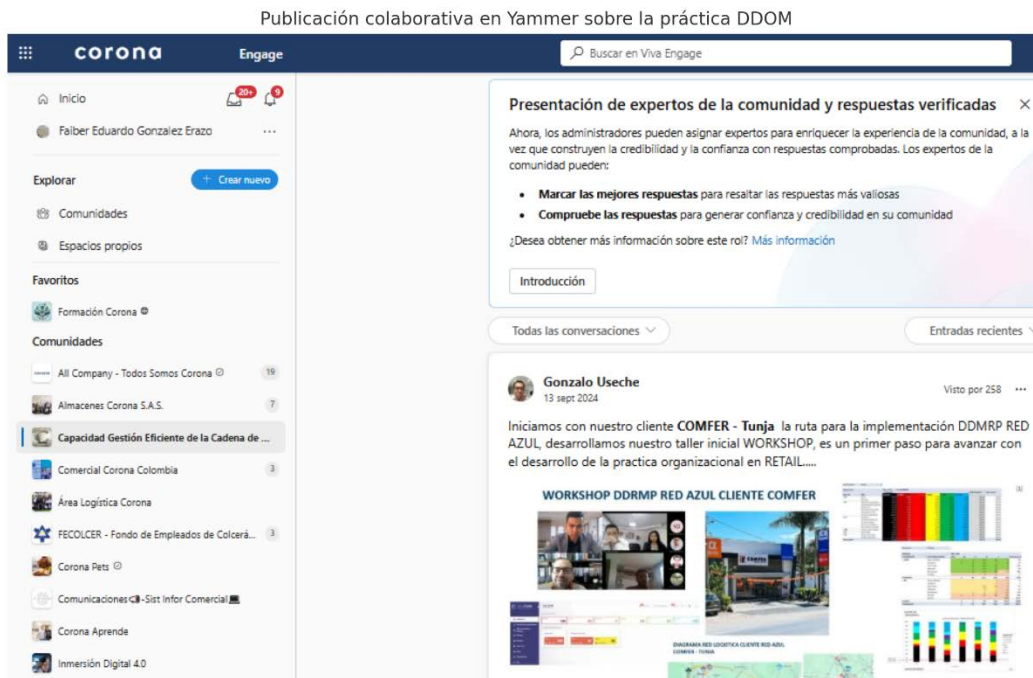 Publicación colaborativa en Yammer sobre la práctica DDOM
corona
Engage
Buscar en Viva Engage
Inicio
20+
9
Faiber Eduardo Gonzalez Erazo
Explorar
+ Crear nuevo
Comunidades
Espacios propios
Favoritos
Formación Corona
Comunidades
All Company - Todos Somos Corona
19
Almacenes Corona S.A.S.
7
Capacidad Gestión Eficiente de la Cadena de ...
Comercial Corona Colombia
3
Área Logística Corona
FECOLCER - Fondo de Empleados de Colcerá...
3
Corona Pets
Comunicaciones -Sist Infor Comercial
Corona Aprende
Inmersión Digital 4.0
Presentación de expertos de la comunidad y respuestas verificadas
Ahora, los administradores pueden asignar expertos para enriquecer la experiencia de la comunidad, a la
vez que construyen la credibilidad y la confianza con respuestas comprobadas. Los expertos de la
comunidad pueden:
• Marcar las mejores respuestas para resaltar las respuestas más valiosas
• Compruebe las respuestas para generar confianza y credibilidad en su comunidad
¿Desea obtener más información sobre este rol? Más información
Introducción
Todas las conversaciones
Entradas recientes
Gonzalo Useche
13 sept 2024
Visto por 258
Iniciamos con nuestro cliente COMFER - Tunja la ruta para la implementación DDMRP RED
AZUL, desarrollamos nuestro taller inicial WORKSHOP, es un primer paso para avanzar con
el desarrollo de la practica organizacional en RETAIL.....
WORKSHOP DDRMP RED AZUL CLIENTE COMFER
DIAGRAMA RED LOGISTICA CLIENTE RED AZUL
COMFER - TUNJA